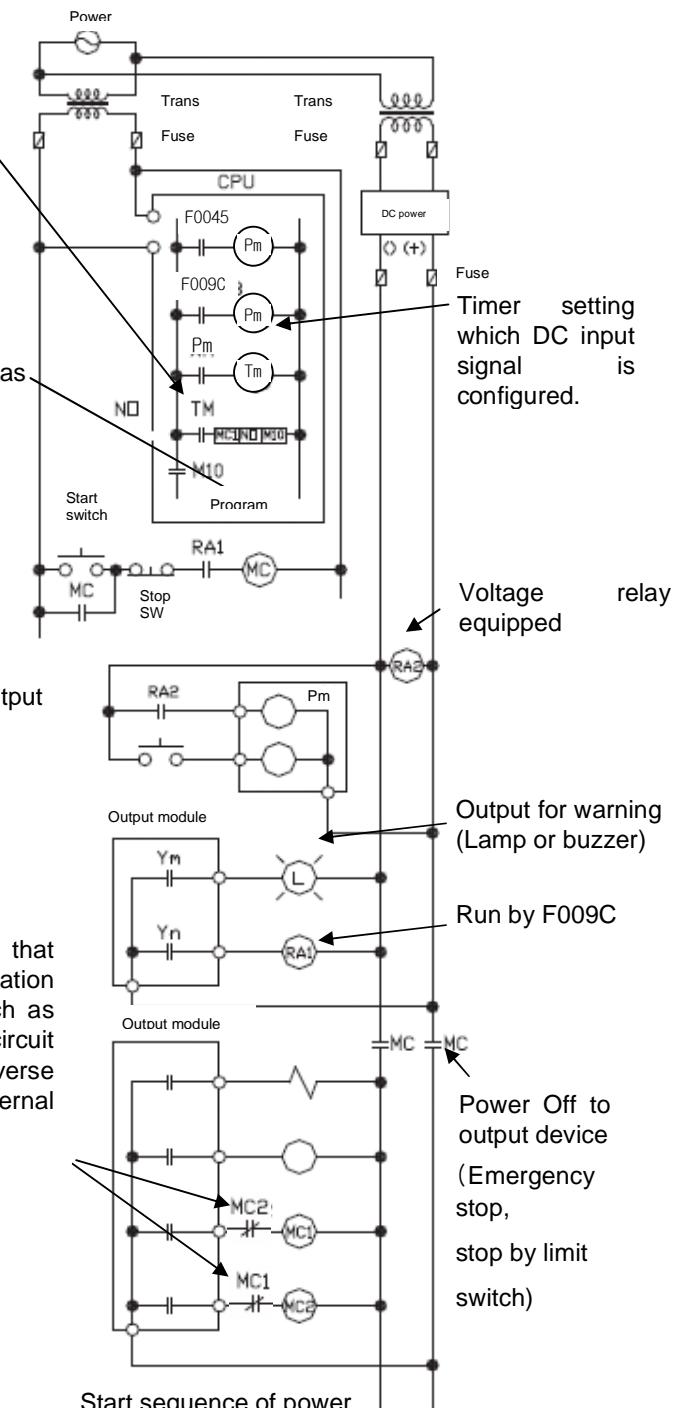 Power
Trans
Trans
Fuse
Fuse
CPU
DC power
F0045
Pm
(+)
Fuse
F009C
Pm
Timer setting
which DC input
signal is
configured.
Pm
Tm
as
NO
TM
MC1 NO M10
M10
Program
Start
switch
RA1
MC
MC
Stop
SW
Voltage relay
equipped
RA2
tput
RA2
Pm
Output for warning
(Lamp or buzzer)
Output module
Ym
L
Run by F009C
Yn
RA1
that
ation
ch as
circuit
verse
ernal
Output module
MC
MC
Power Off to
output device
(Emergency
stop,
stop by limit
switch)
MC2
MC1
MC1
MC2
Start sequence of power